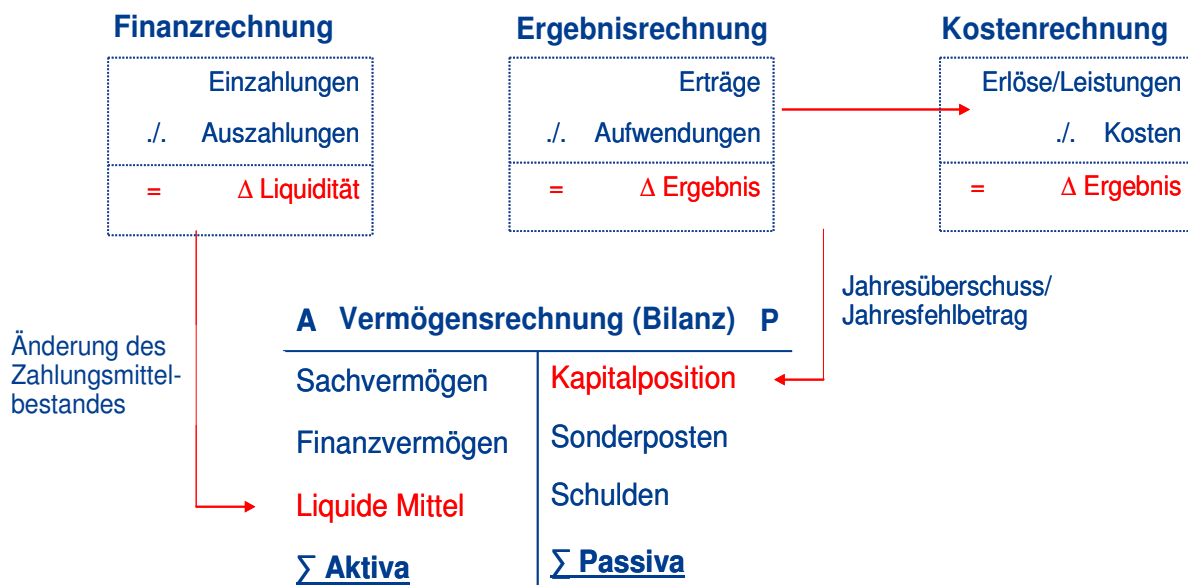 Finanzrechnung
Einzahlungen
./. Auszahlungen
= Δ Liquidität
Ergebnisrechnung
Erträge
./. Aufwendungen
= Δ Ergebnis
Kostenrechnung
Erlöse/Leistungen
./. Kosten
= Δ Ergebnis
Jahresüberschuss/
Jahresfehlbetrag
Änderung des
Zahlungsmittel-
bestandes
A Vermögensrechnung (Bilanz) P
Sachvermögen
Finanzvermögen
Liquide Mittel
∑ Aktiva
Kapitalposition
Sonderposten
Schulden
∑ Passiva